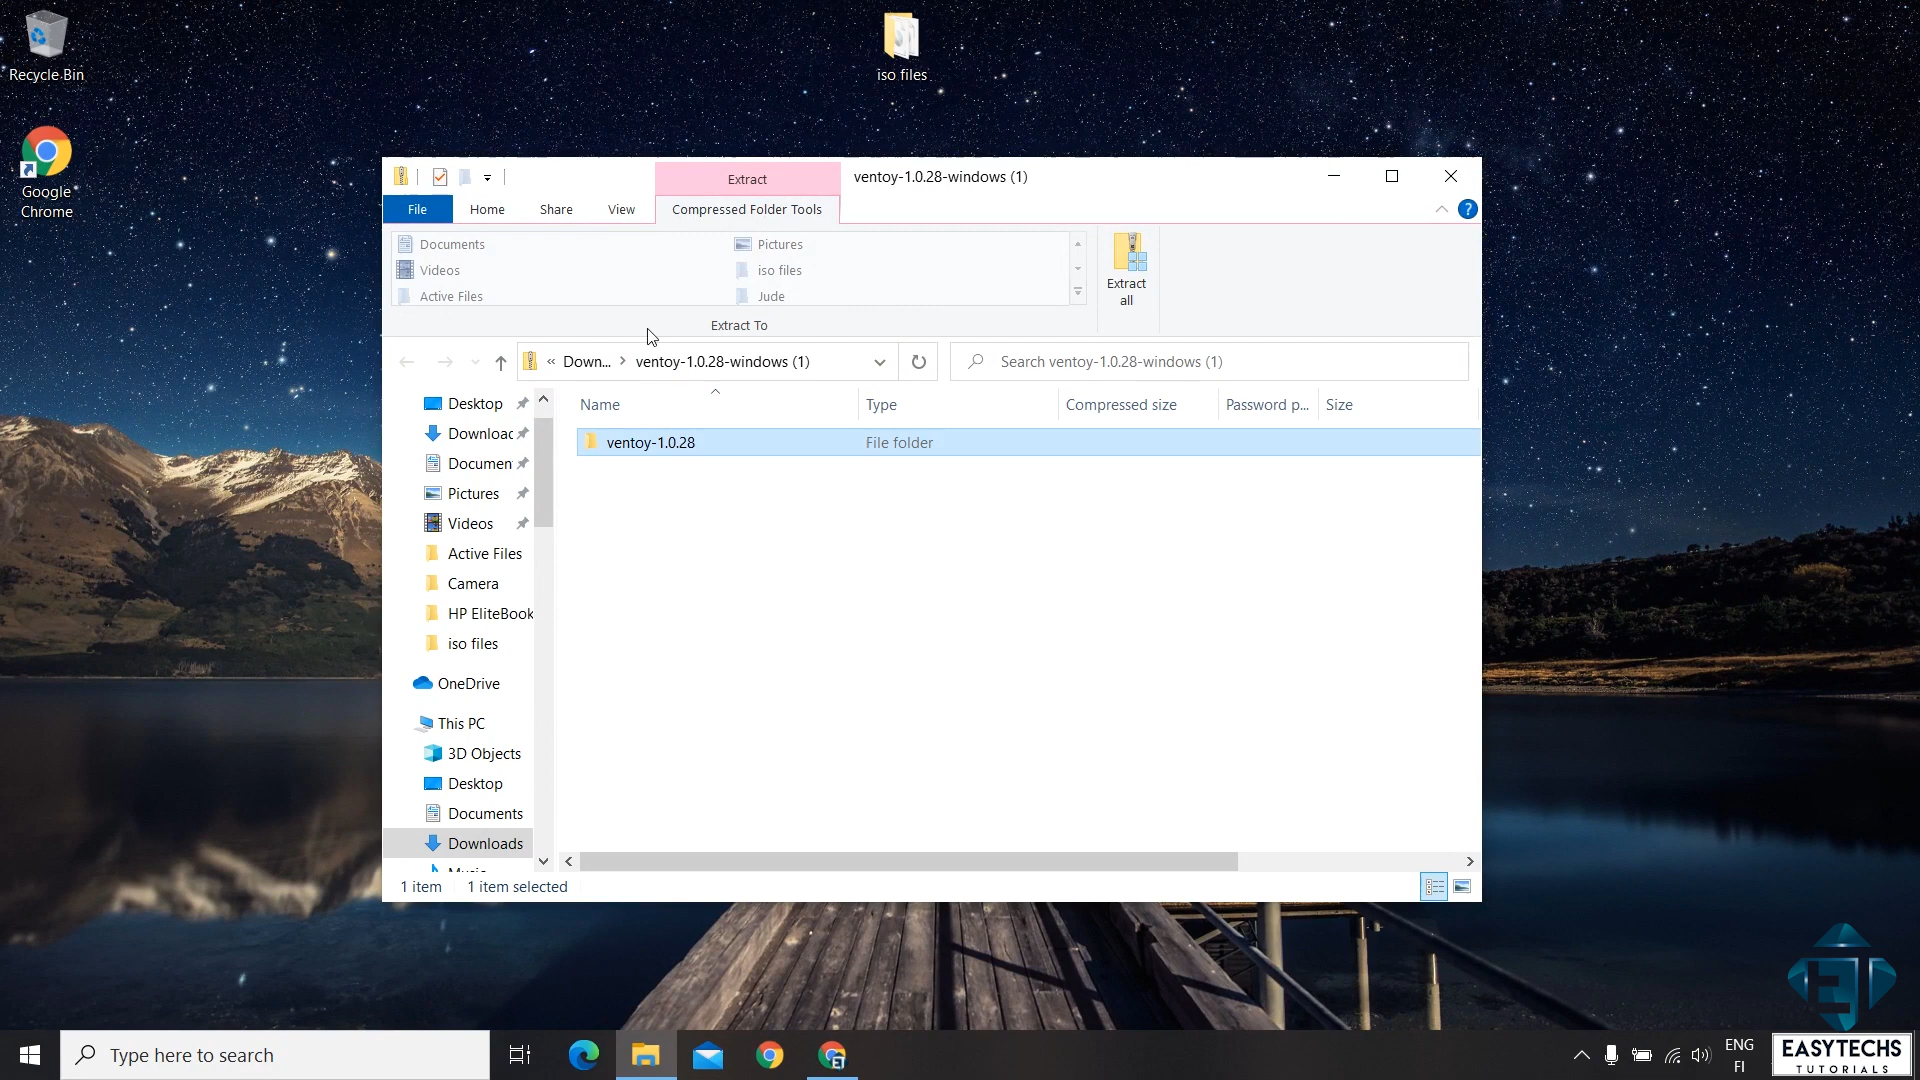 Recycle Bin
iso files
Google
Chrome
Extract
ventoy-1.0.28-windows (1)
File
Home
Share
View
Compressed Folder Tools
?
Documents
Pictures
Videos
iso files
Active Files
Jude
Extract
all
Extract To
« Down... > ventoy-1.0.28-windows (1)
Search ventoy-1.0.28-windows (1)
Name
Type
Compressed size
Password p...
Size
ventoy-1.0.28
File folder
Desktop
Downloac
Documen
Pictures
Videos
Active Files
Camera
HP EliteBook
iso files
OneDrive
This PC
3D Objects
Desktop
Documents
Downloads
1 item
1 item selected
Type here to search
ENG
FI
ET
EASYTECHS
TUTORIALS